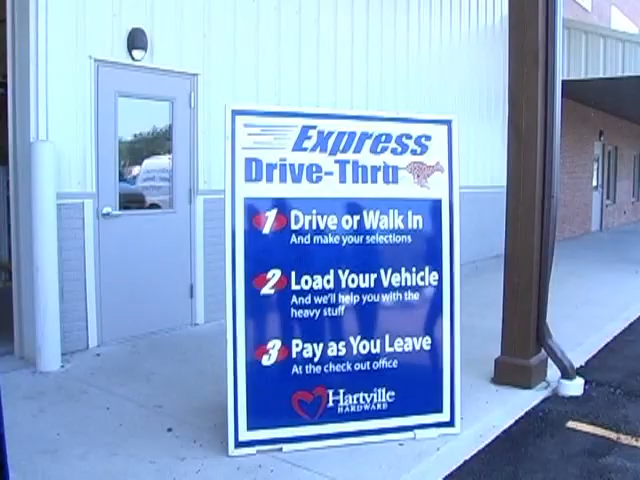 Express
Drive-Thru
1 Drive or Walk In
And make your selections
2 Load Your Vehicle
And we'll help you with the
heavy stuff
3 Pay as You Leave
At the check out office
Hartville
HARDWARE